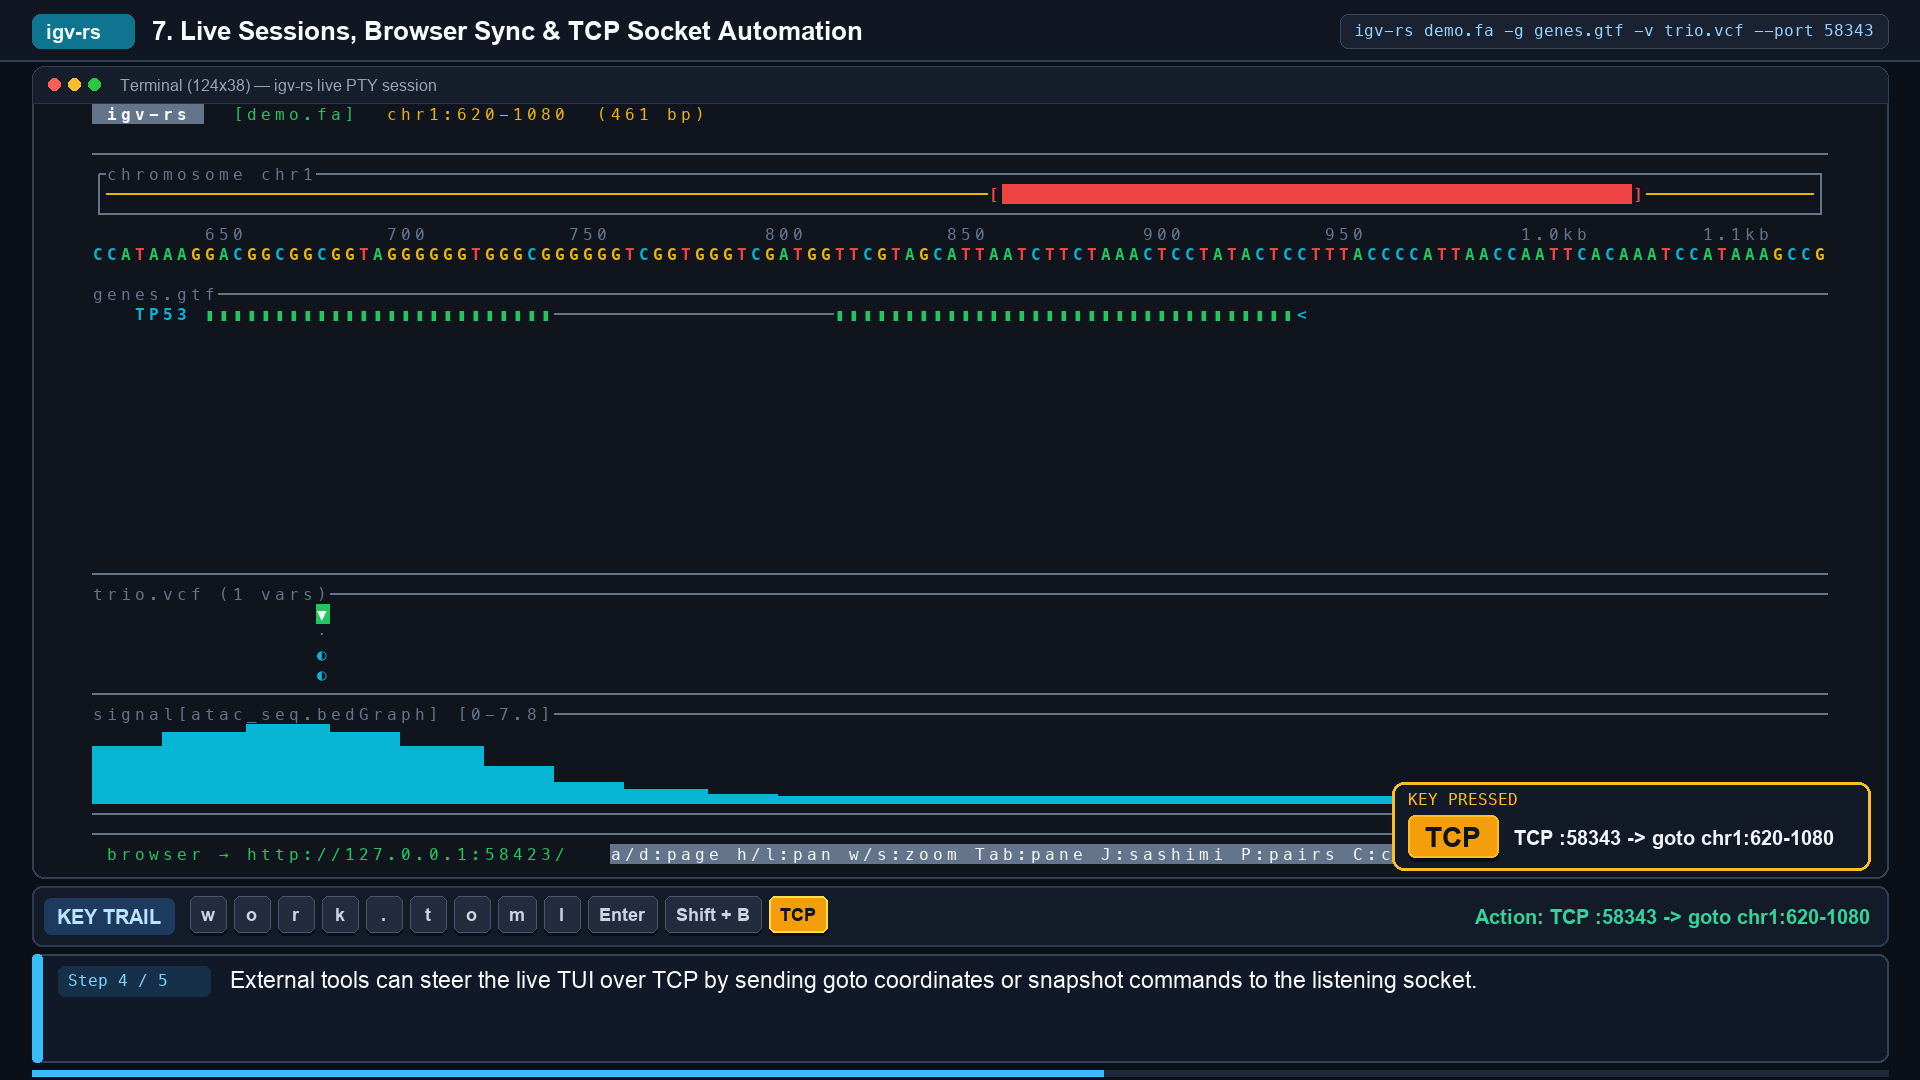 igv-rs
7. Live Sessions, Browser Sync & TCP Socket Automation
igv-rs demo.fa -g genes.gtf -v trio.vcf --port 58343
Terminal (124x38) — igv-rs live PTY session
igv-rs [demo.fa] chr1:620-1080 (461 bp)
chromosome chr1
[ ]
650 700 750 800 850 900 950 1.0kb 1.1kb
CCATAAAGGACGGCGGCGGTAGGGGGGTGGGCGGGGGGTCGGTGGGTCGATGGTTCGTAGCATTAATCTTCTAAACTCCTATACTCCTTTACCCCATTAACCAATTCACAAATCCATAAAGCCG
genes.gtf
TP53 <
trio.vcf (1 vars)
signal[atac_seq.bedGraph] [0-7.8]
browser → http://127.0.0.1:58423/ a/d:page h/l:pan w/s:zoom Tab:pane J:sashimi P:pairs C:c
KEY PRESSED
TCP TCP :58343 -> goto chr1:620-1080
KEY TRAIL w o r k . t o m l Enter Shift + B TCP
Action: TCP :58343 -> goto chr1:620-1080
Step 4 / 5
External tools can steer the live TUI over TCP by sending goto coordinates or snapshot commands to the listening socket.